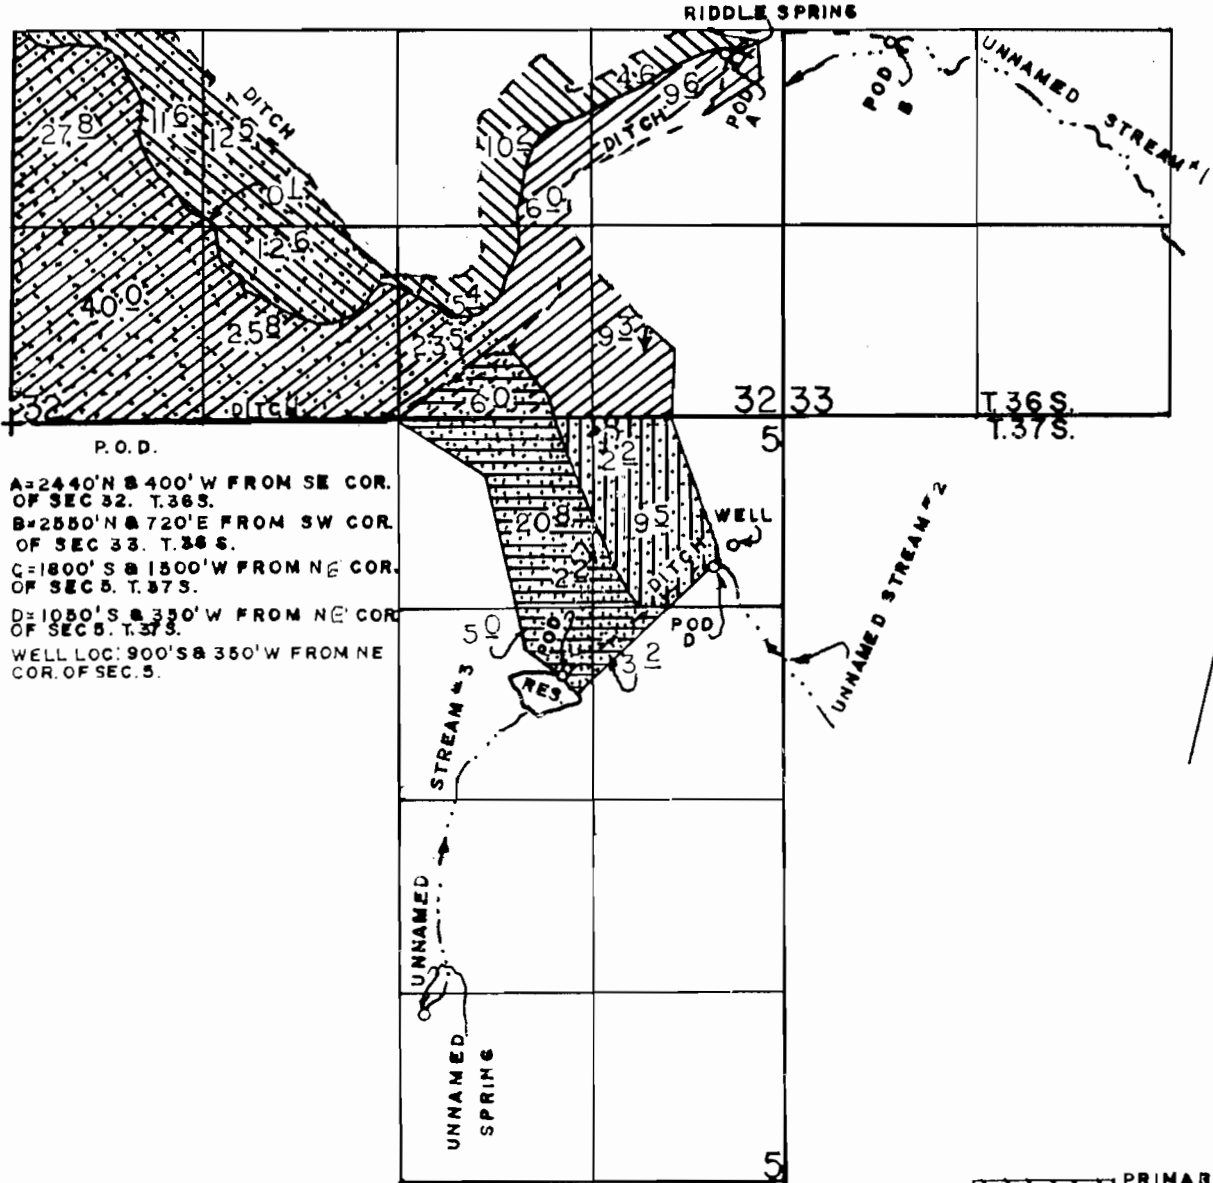 RIDDLE SPRING
UNNAMED STREAM #1
POD B
POD A
DITCH
DITCH
27.8
11.6
12.5
0.1
12.6
10.2
4.6
9.6
6.0
40.0
25.8
5.4
23.5
9.3
6.0
DITCH
32
32 33
T.36S.
T.37S.
5
P.O.D.
A=2440'N & 400' W FROM SE COR.
OF SEC 32. T.36S.
B=2550'N & 720'E FROM SW COR.
OF SEC 33. T.36 S.
C=1800' S & 1500'W FROM NE COR.
OF SEC 5. T.37S.
D=1050'S & 350'W FROM NE COR
OF SEC 5. T.37S.
WELL LOC: 900'S & 350'W FROM NE
COR. OF SEC. 5.
2.2
20.8
9.5
WELL
2.2
DITCH
POD D
UNNAMED STREAM #2
5.0
POD
3.2
RES.
UNNAMED STREAM #3
UNNAMED SPRING
5
PRIMAR